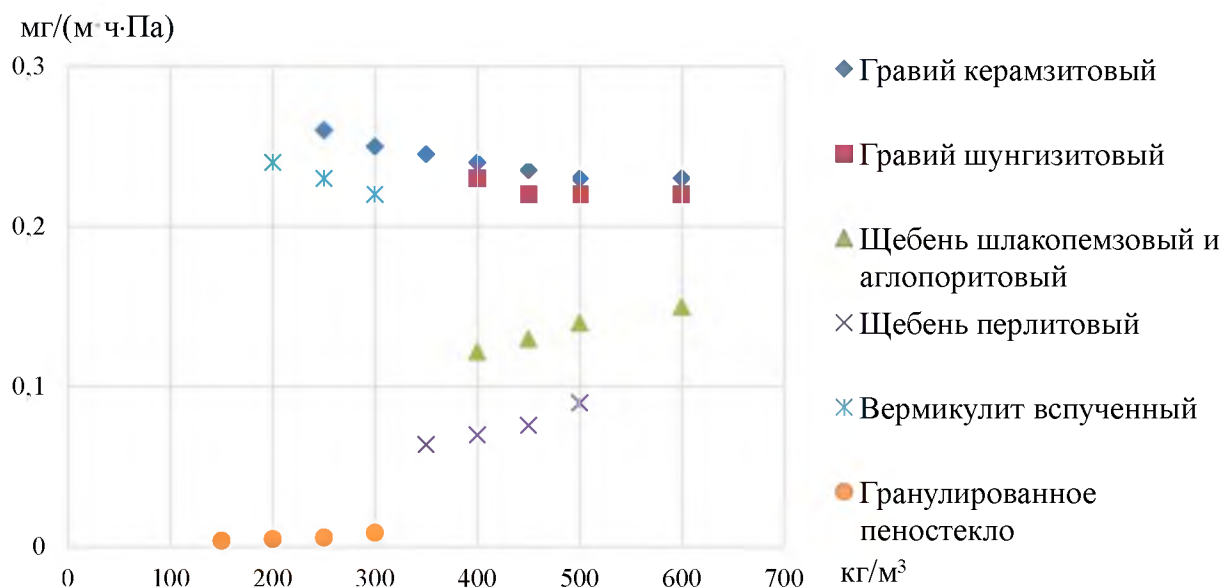 мг/(м·ч·Па)
0,3
0,2
0,1
0
0 100 200 300 400 500 600 700
Гравий керамзитовый
Гравий шунгизитовый
Щебень шлакопемзовый и
аглопоритовый
Щебень перлитовый
Вермикулит вспученный
Гранулированное
пеностекло
кг/м³